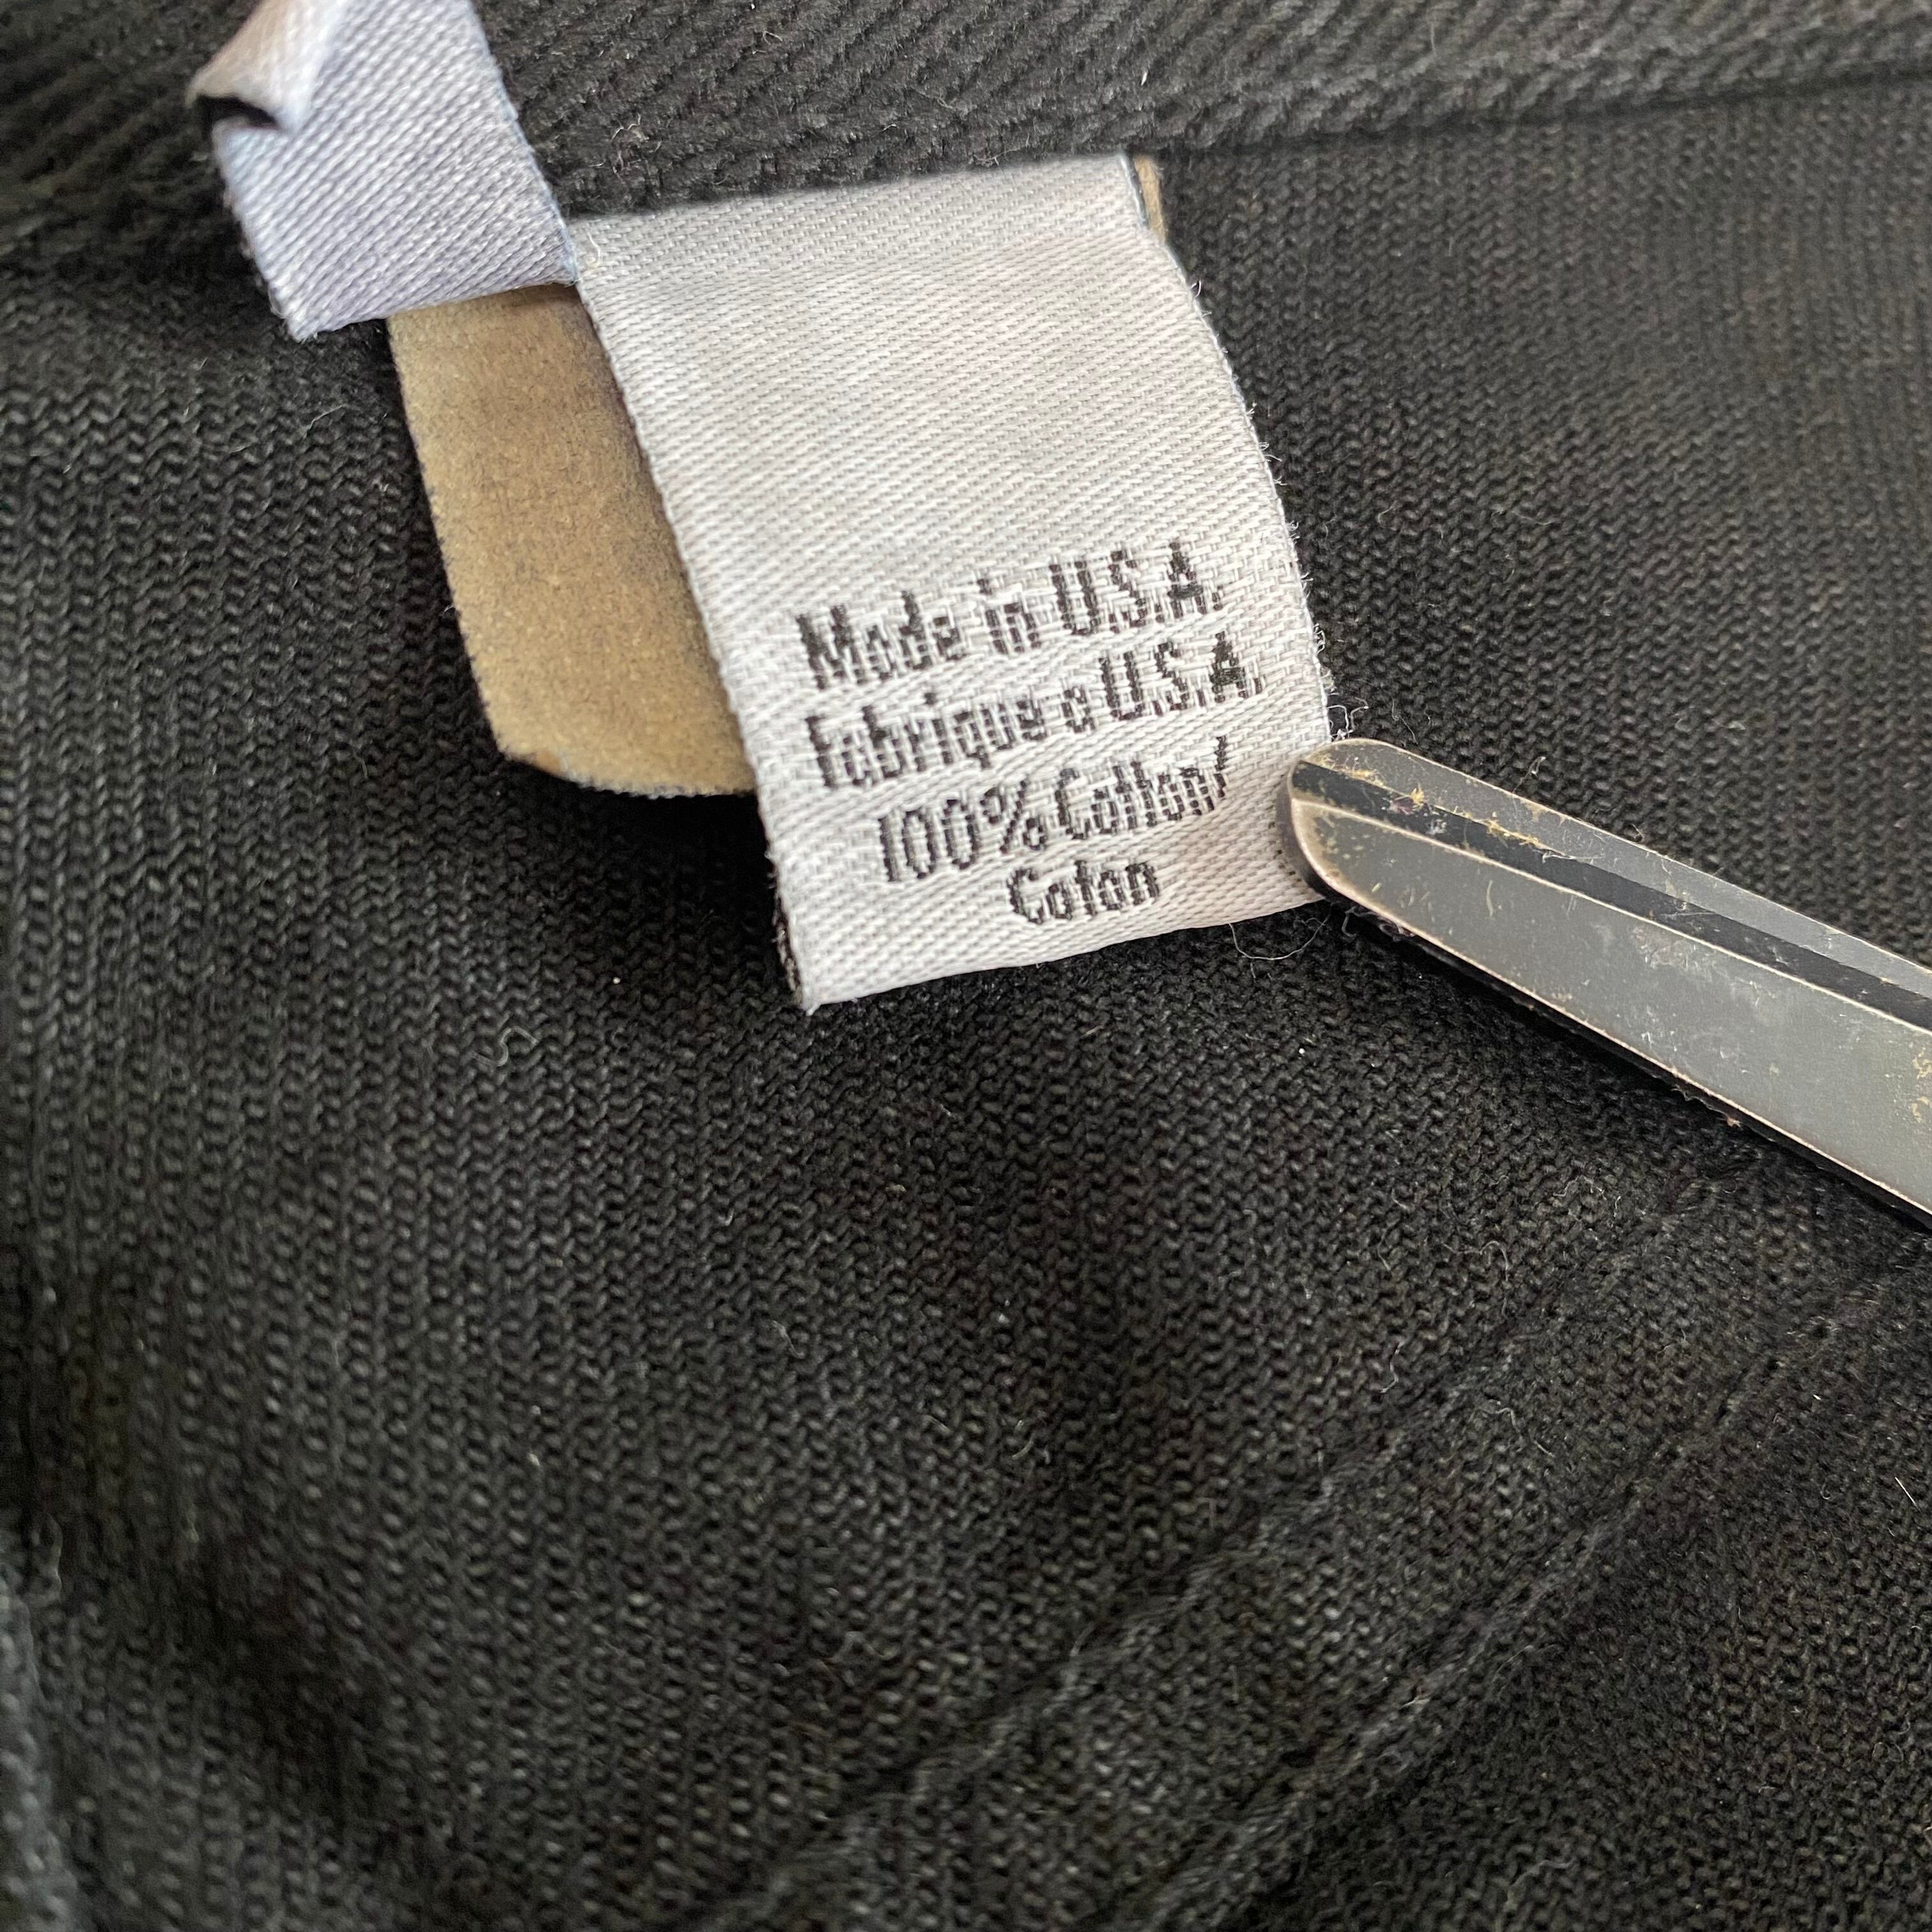 Made in U.S.A.
Fabrique a U.S.A.
100% Cotton/
Coton